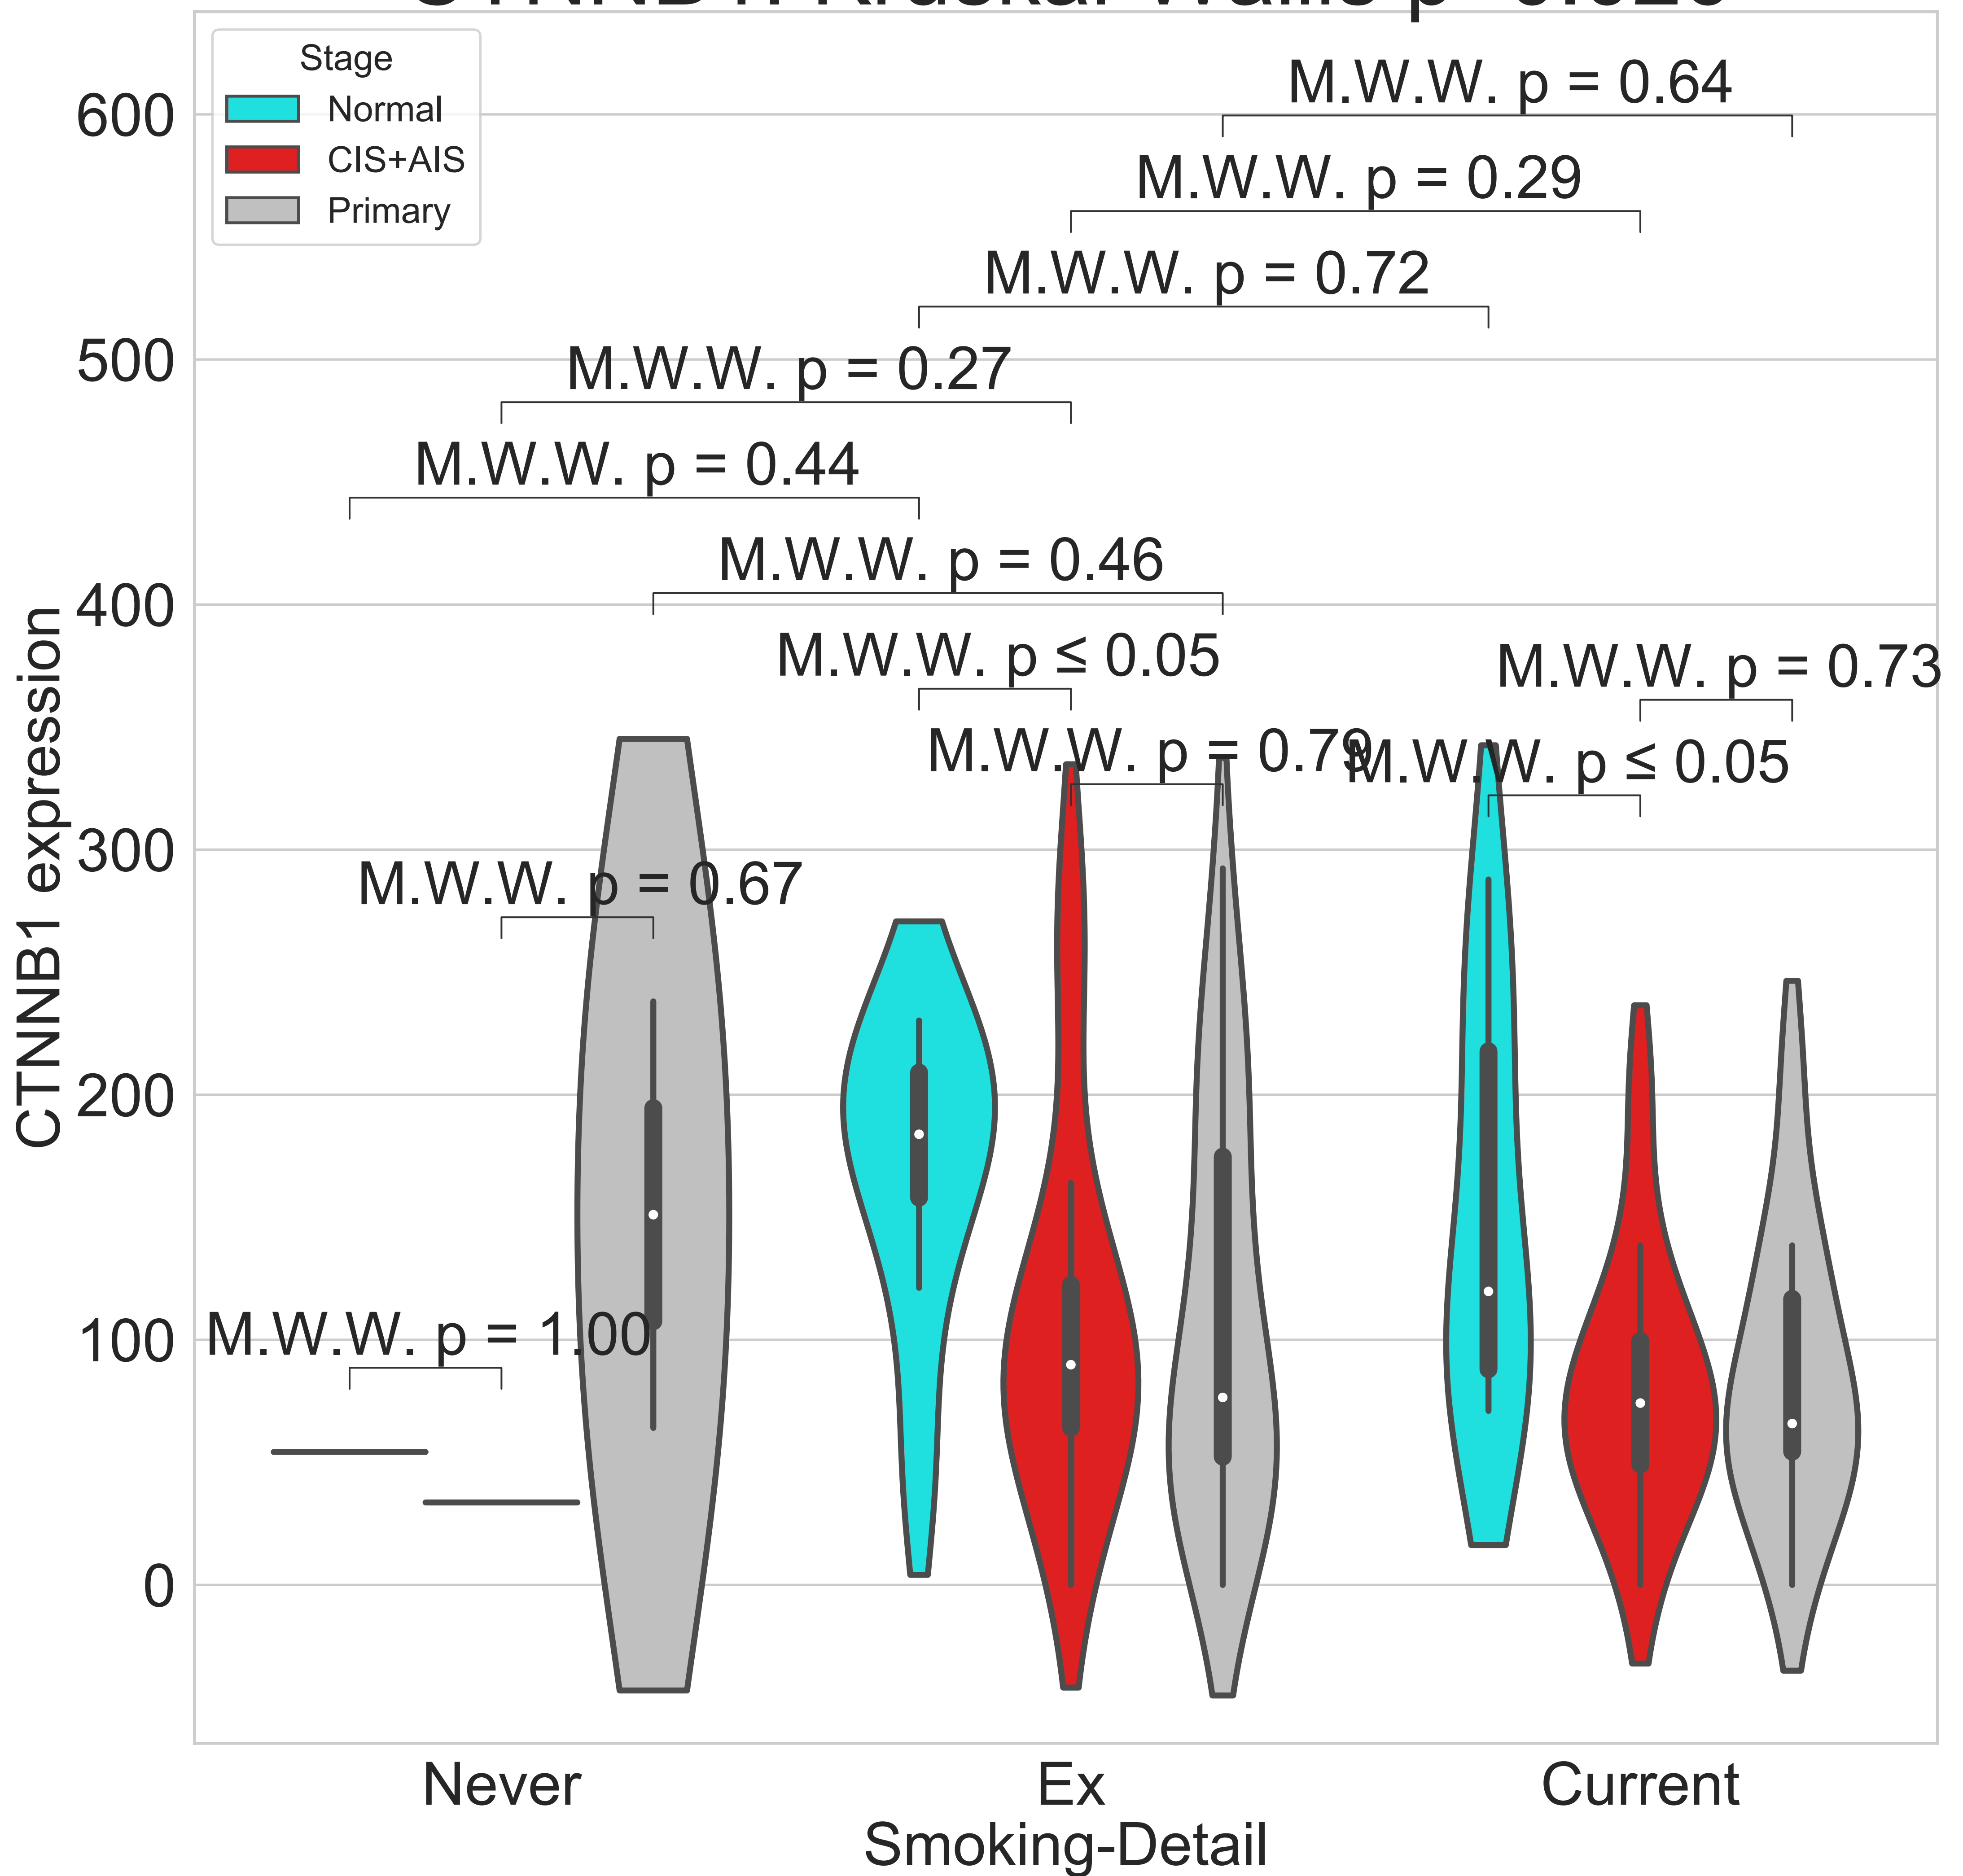 Stage
Normal
CIS+AIS
Primary
M.W.W. p = 0.64
M.W.W. p = 0.29
M.W.W. p = 0.72
M.W.W. p = 0.27
M.W.W. p = 0.44
M.W.W. p = 0.46
M.W.W. p ≤ 0.05
M.W.W. p = 0.73
M.W.W. p = 0.79
M.W.W. p ≤ 0.05
M.W.W. p = 0.67
M.W.W. p = 1.00
600
500
400
300
200
100
0
CTNNB1 expression
Never
Ex
Current
Smoking-Detail